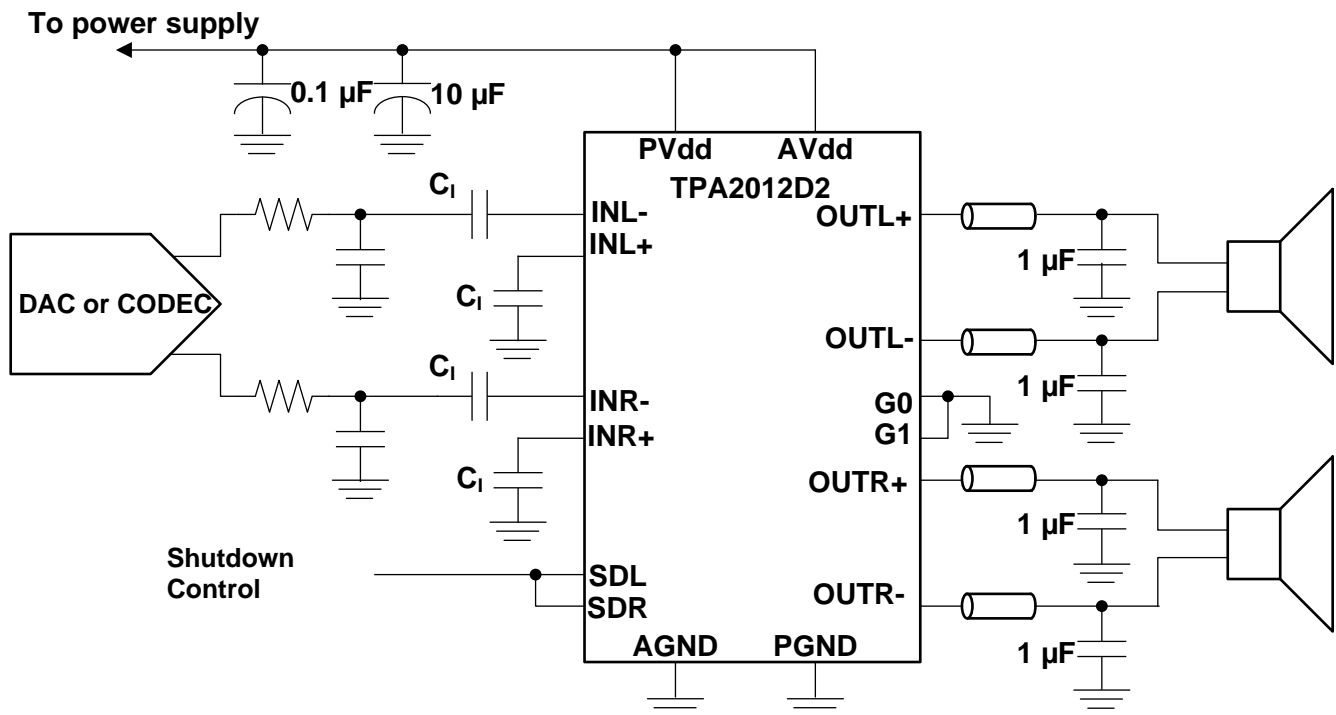 To power supply
0.1 µF
10 µF
PVdd
AVdd
TPA2012D2
CI
INL-
INL+
OUTL+
1 µF
DAC or CODEC
CI
OUTL-
1 µF
CI
INR-
INR+
G0
G1
CI
OUTR+
1 µF
Shutdown
Control
SDL
SDR
OUTR-
AGND
PGND
1 µF